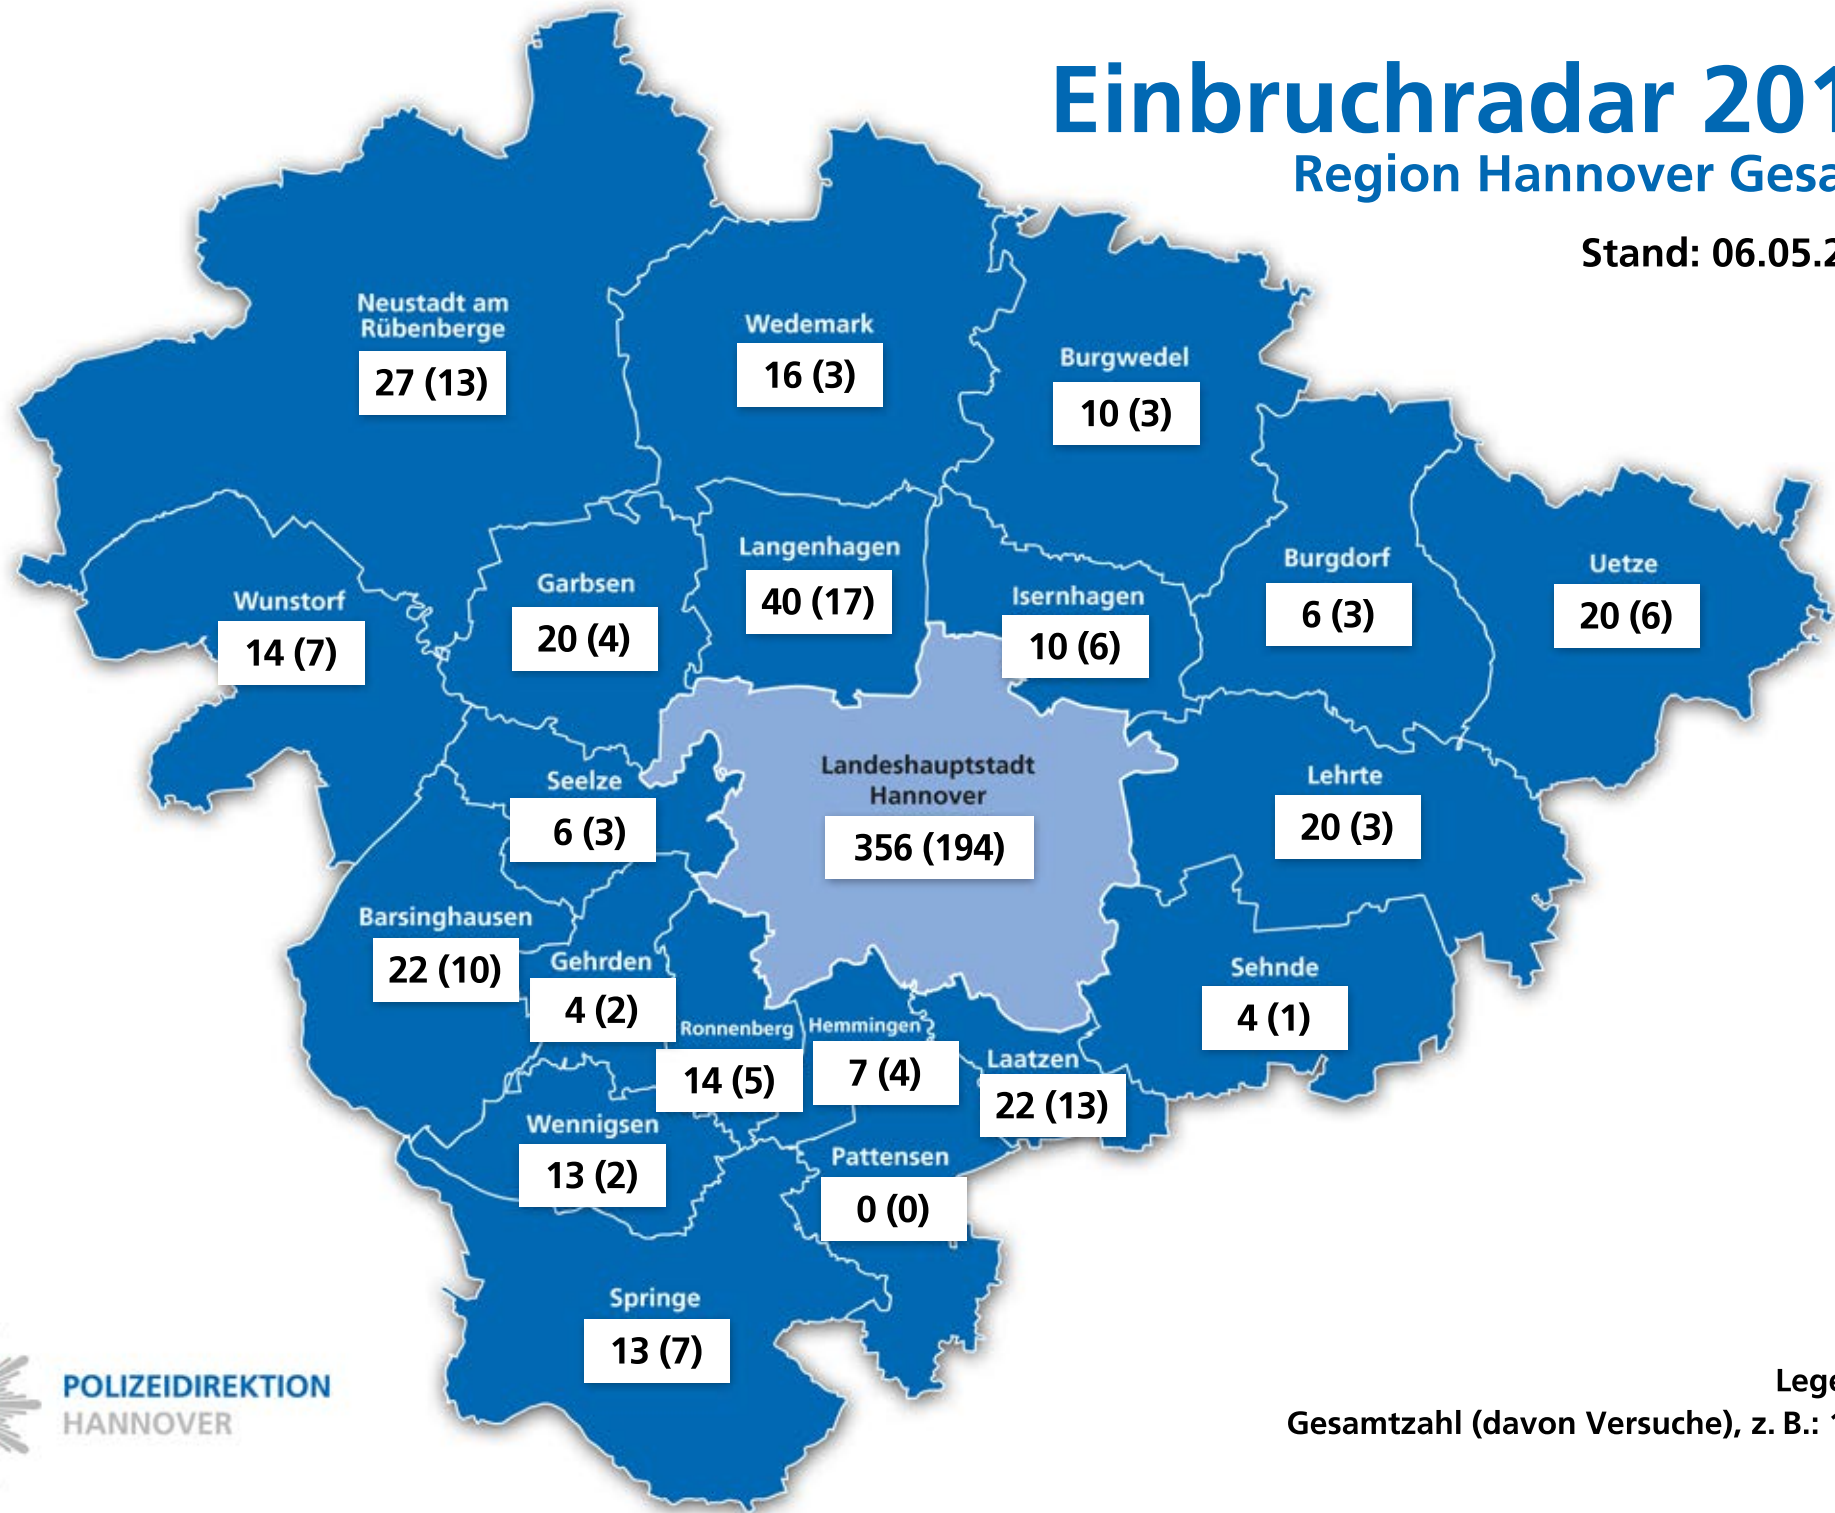 Einbruchradar 201
Region Hannover Gesa
Stand: 06.05.2
Neustadt am
Rübenberge
27 (13)
Wedemark
16 (3)
Burgwedel
10 (3)
Langenhagen
40 (17)
Burgdorf
6 (3)
Uetze
20 (6)
Garbsen
20 (4)
Isernhagen
10 (6)
Wunstorf
14 (7)
Landeshauptstadt
Hannover
356 (194)
Seelze
6 (3)
Lehrte
20 (3)
Barsinghausen
22 (10)
Gehrden
4 (2)
Sehnde
4 (1)
Ronnenberg
14 (5)
Hemmingen
7 (4)
Laatzen
22 (13)
Wennigsen
13 (2)
Pattensen
0 (0)
Springe
13 (7)
POLIZEIDIREKTION
HANNOVER
Lege
Gesamtzahl (davon Versuche), z. B.: 1